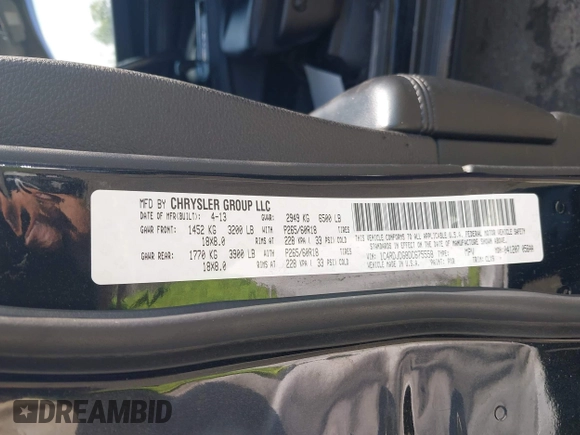 MFD BY CHRYSLER GROUP LLC
DATE OF MFR(BUILT): 4-13 GVWR: 2949 KG 6500 LB
GAWR FRONT: 1452 KG 3200 LB WITH P265/60R18
18X8.0 RIMS AT 228 KPA 33 PSI COLD
GAWR REAR: 1770 KG 3900 LB WITH P265/60R18
18X8.0 RIMS AT 228 KPA 33 PSI COLD
THIS VEHICLE CONFORMS TO ALL APPLICABLE U.S.A. FEDERAL MOTOR VEHICLE SAFETY
STANDARDS IN EFFECT ON THE DATE OF MANUFACTURE SHOWN ABOVE.
VIN: TYPE: MPV
VEHICLE MADE IN U.S.A. PAINT: TRIM:
DREAMBID